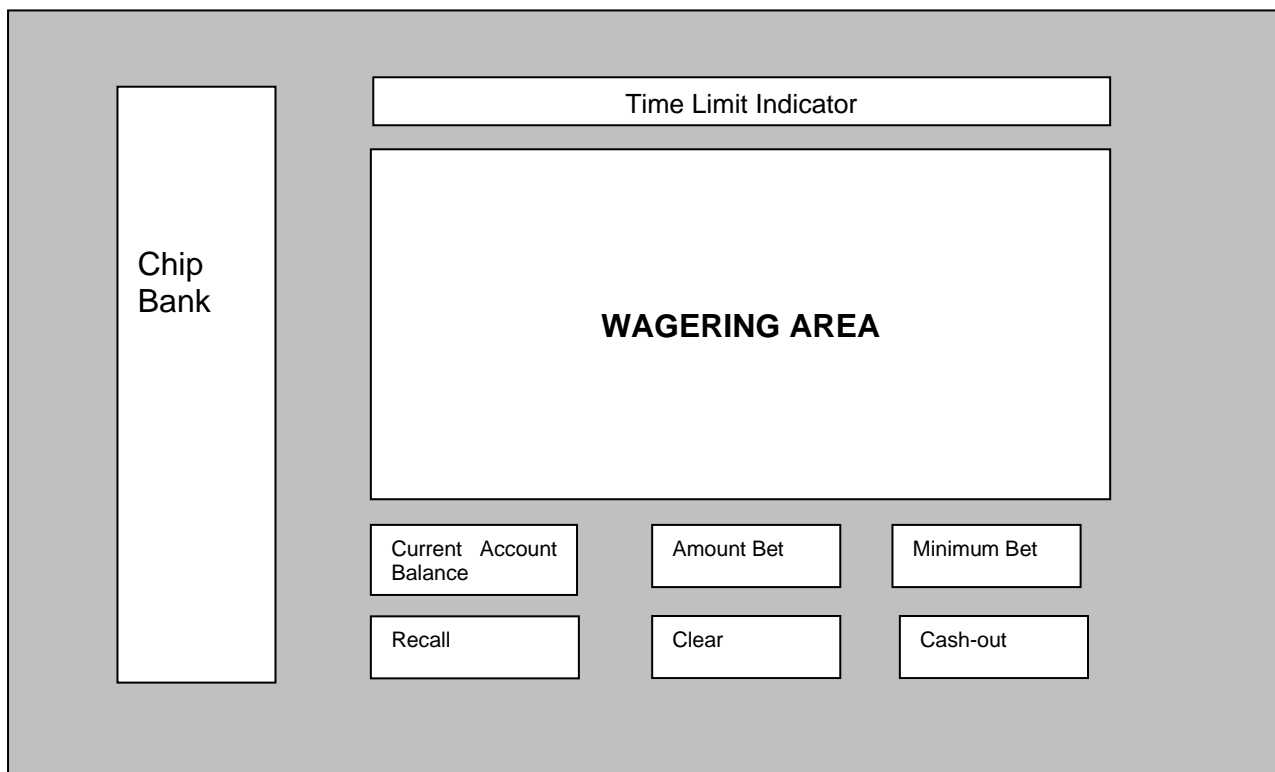 Time Limit Indicator
Chip
Bank
WAGERING AREA
Current Account
Balance
Amount Bet
Minimum Bet
Recall
Clear
Cash-out